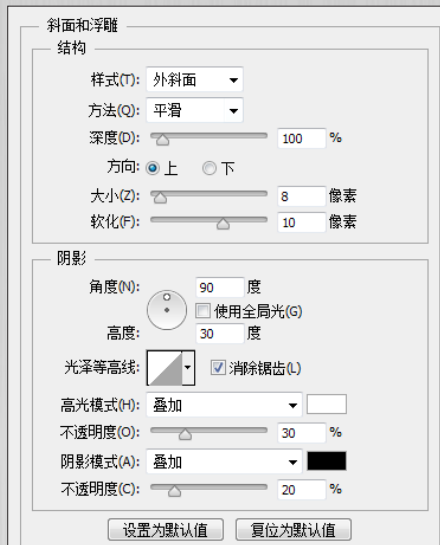 斜面和浮雕
结构
样式(T): 外斜面
方法(Q): 平滑
深度(D): 100 %
方向: 上 下
大小(Z): 8 像素
软化(F): 10 像素
阴影
角度(N): 90 度
使用全局光(G)
高度: 30 度
光泽等高线: 消除锯齿(L)
高光模式(H): 叠加
不透明度(O): 30 %
阴影模式(A): 叠加
不透明度(C): 20 %
设置为默认值 复位为默认值